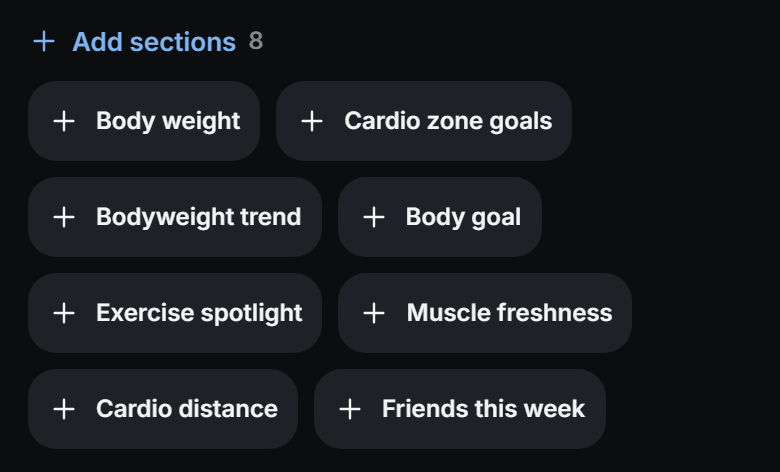 + Add sections 8
+ Body weight + Cardio zone goals
+ Bodyweight trend + Body goal
+ Exercise spotlight + Muscle freshness
+ Cardio distance + Friends this week